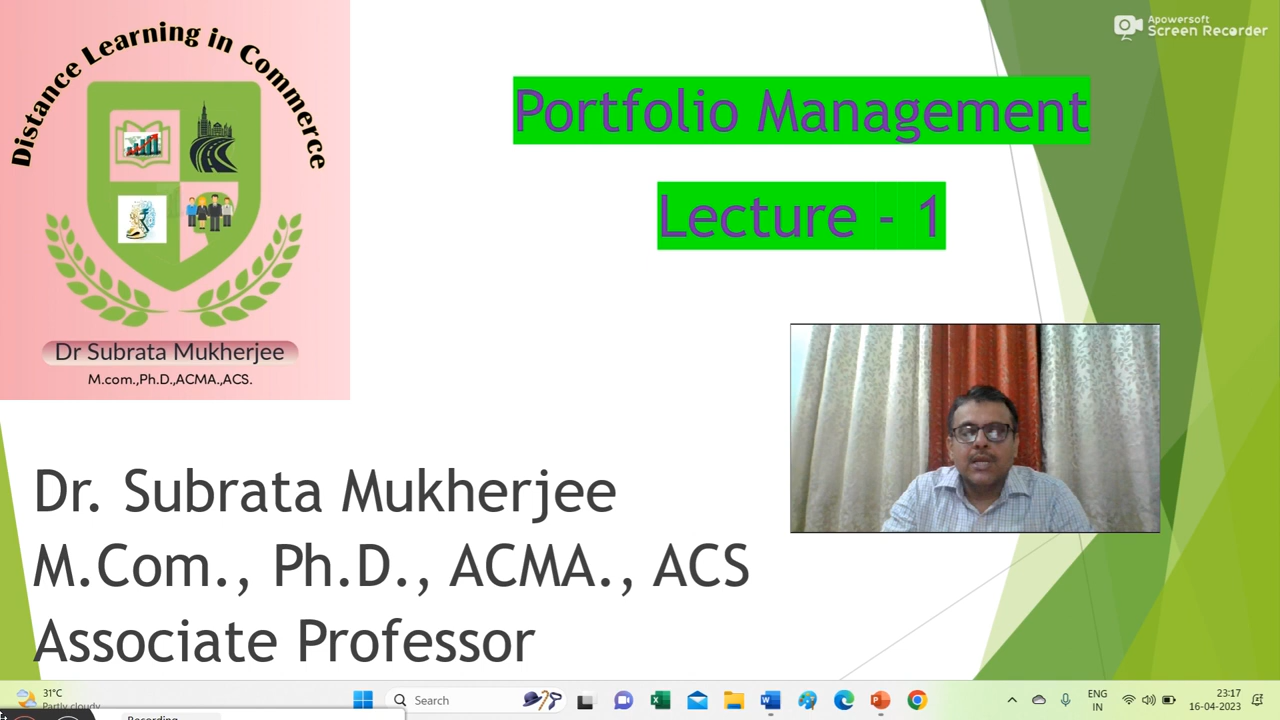 Distance Learning in Commerce
Dr Subrata Mukherjee
M.com.,Ph.D.,ACMA.,ACS.
Apowersoft
Screen Recorder
Portfolio Management
Lecture - 1
Dr. Subrata Mukherjee
M.Com., Ph.D., ACMA., ACS
Associate Professor
31°C
Partly cloudy
Search
ENG
IN
23:17
16-04-2023
Recording